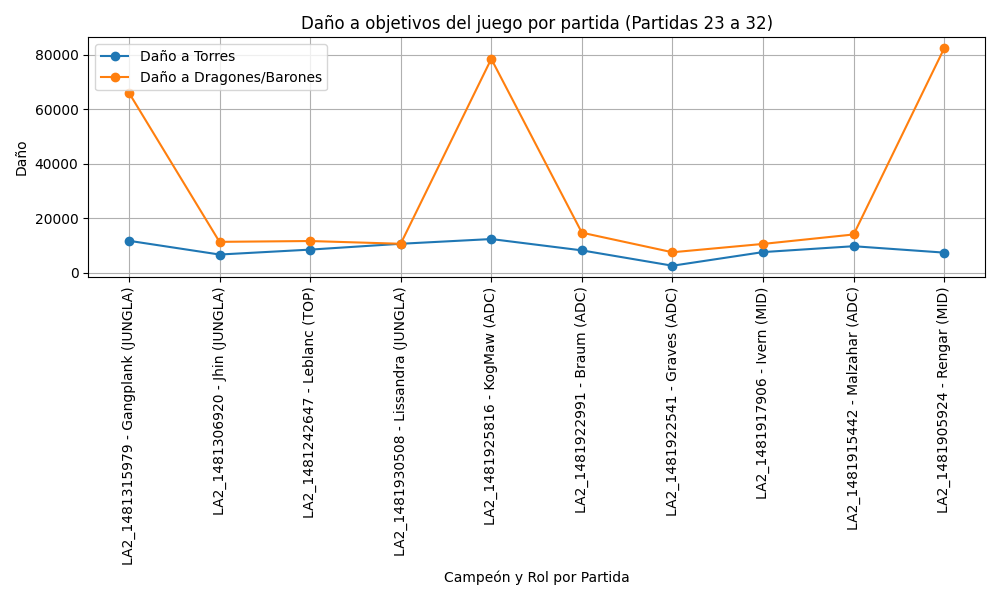 Daño a objetivos del juego por partida (Partidas 23 a 32)
Daño a Torres
Daño a Dragones/Barones
Daño
80000
60000
40000
20000
0
LA2_1481315979 - Gangplank (JUNGLA)
LA2_1481306920 - Jhin (JUNGLA)
LA2_1481242647 - Leblanc (TOP)
LA2_1481930508 - Lissandra (JUNGLA)
LA2_1481925816 - KogMaw (ADC)
LA2_1481922991 - Braum (ADC)
LA2_1481922541 - Graves (ADC)
LA2_1481917906 - Ivern (MID)
LA2_1481915442 - Malzahar (ADC)
LA2_1481905924 - Rengar (MID)
Campeón y Rol por Partida